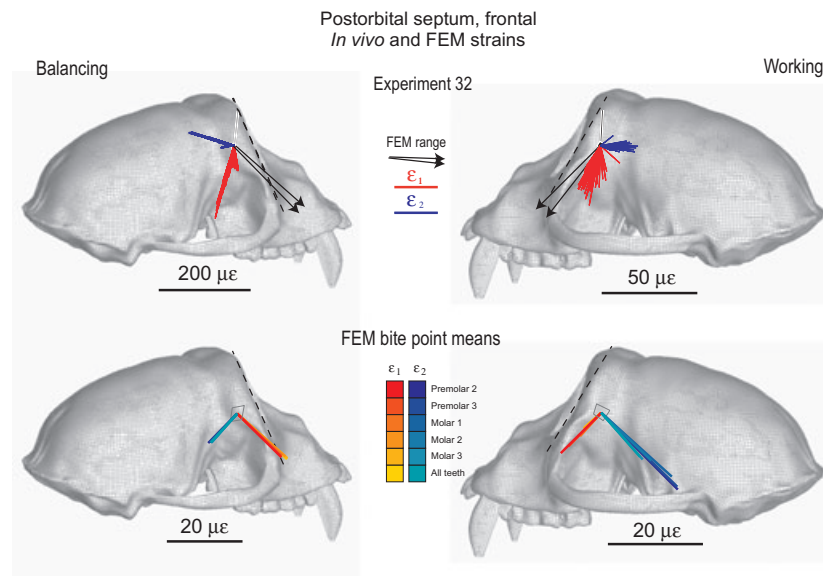 Postorbital septum, frontal
In vivo and FEM strains
Balancing
Experiment 32
Working
FEM range
ε1
ε2
200 με
50 με
FEM bite point means
ε1 ε2
Premolar 2
Premolar 3
Molar 1
Molar 2
Molar 3
All teeth
20 με
20 με